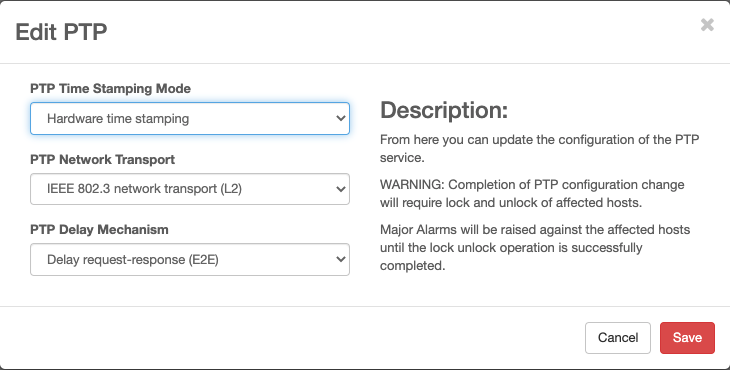 Edit PTP
PTP Time Stamping Mode
Hardware time stamping
PTP Network Transport
IEEE 802.3 network transport (L2)
PTP Delay Mechanism
Delay request-response (E2E)
Description:
From here you can update the configuration of the PTP
service.
WARNING: Completion of PTP configuration change
will require lock and unlock of affected hosts.
Major Alarms will be raised against the affected hosts
until the lock unlock operation is successfully
completed.
Cancel
Save